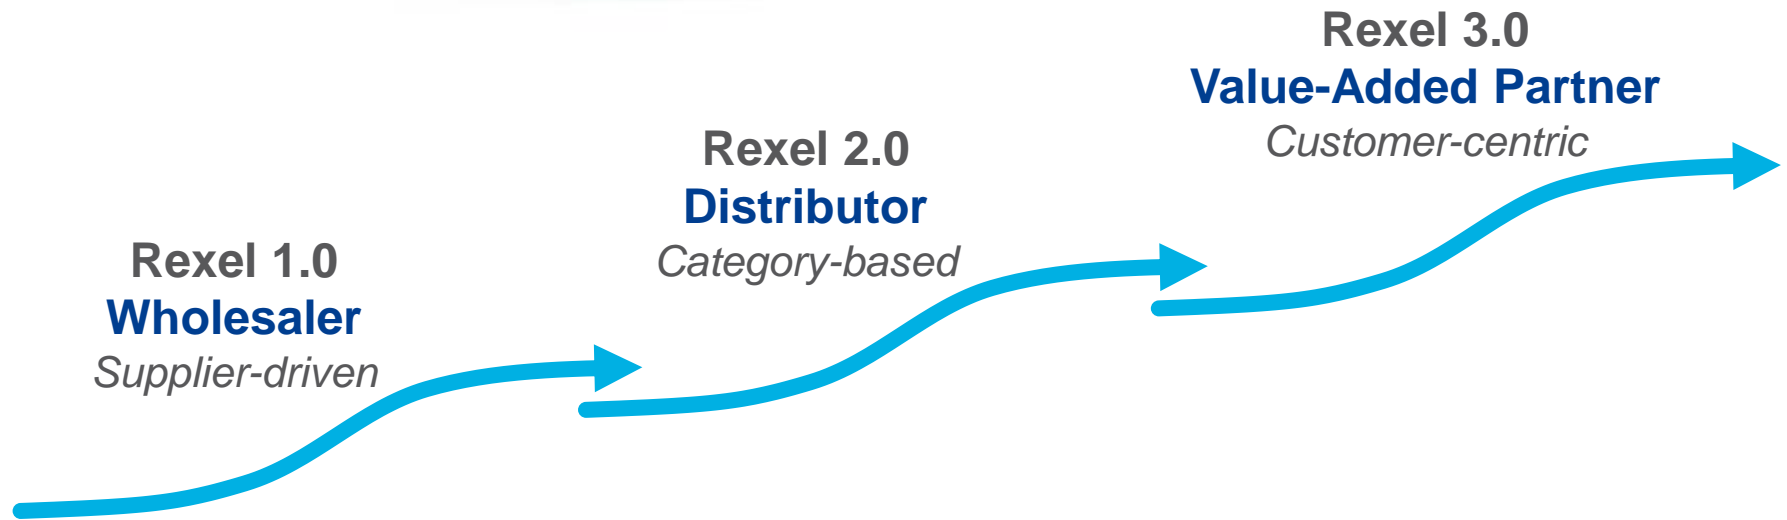 Rexel 1.0
Wholesaler
Supplier-driven
Rexel 2.0
Distributor
Category-based
Rexel 3.0
Value-Added Partner
Customer-centric